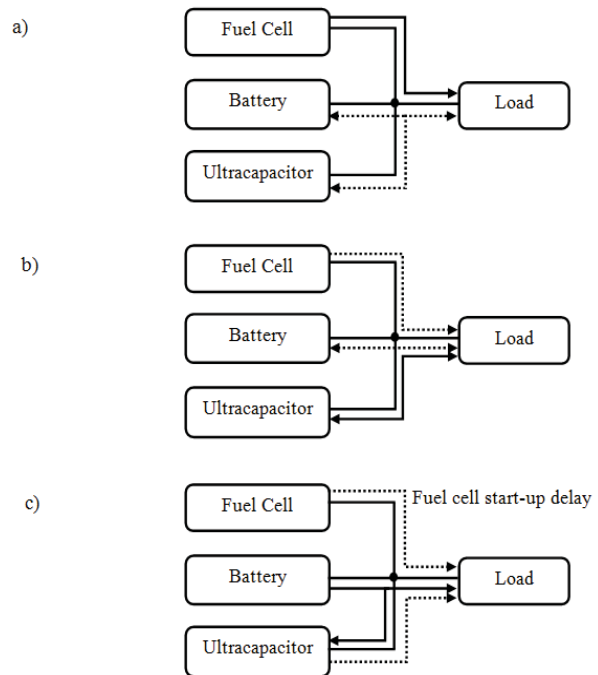 a)
Fuel Cell
Battery
Load
Ultracapacitor
b)
Fuel Cell
Battery
Load
Ultracapacitor
c)
Fuel Cell
Fuel cell start-up delay
Battery
Load
Ultracapacitor